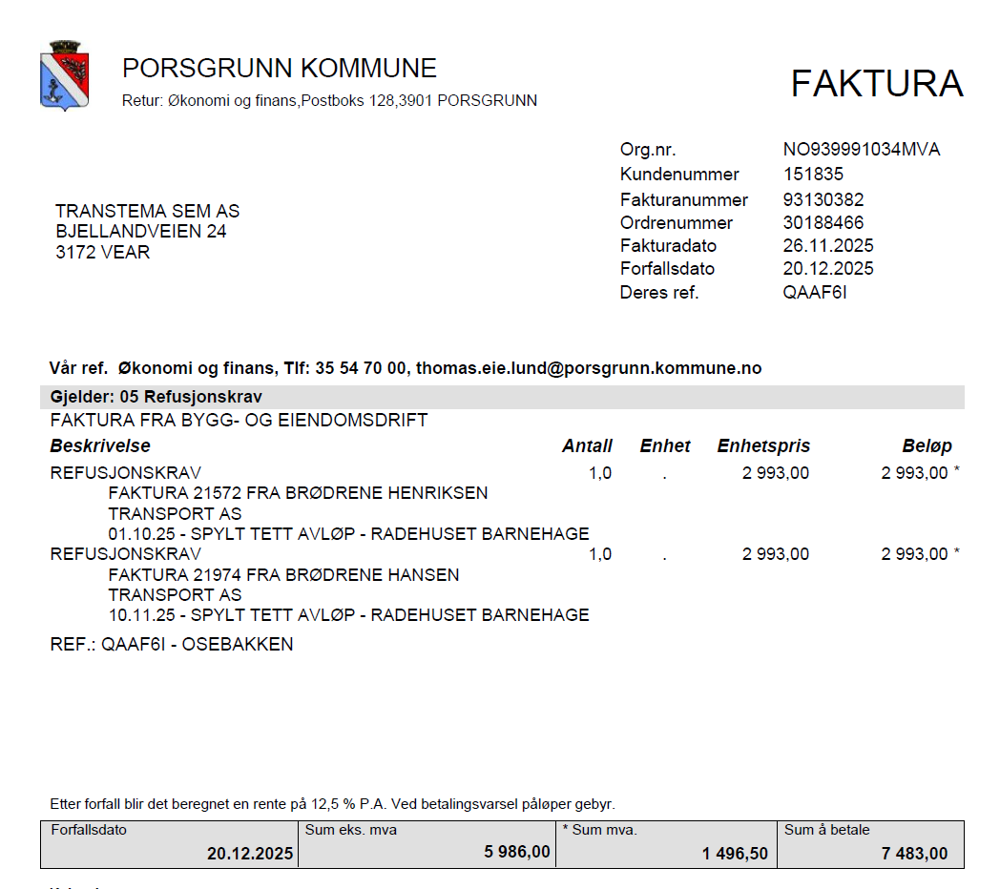 PORSGRUNN KOMMUNE
Retur: Økonomi og finans,Postboks 128,3901 PORSGRUNN
FAKTURA
Org.nr. NO939991034MVA
Kundenummer 151835
Fakturanummer 93130382
Ordrenummer 30188466
Fakturadato 26.11.2025
Forfallsdato 20.12.2025
Deres ref. QAAF6I
TRANSTEMA SEM AS
BJELLANDVEIEN 24
3172 VEAR
Vår ref. Økonomi og finans, Tlf: 35 54 70 00, thomas.eie.lund@porsgrunn.kommune.no
Gjelder: 05 Refusjonskrav
FAKTURA FRA BYGG- OG EIENDOMSDRIFT
Beskrivelse Antall Enhet Enhetspris Beløp
REFUSJONSKRAV 1,0 . 2 993,00 2 993,00 *
FAKTURA 21572 FRA BRØDRENE HENRIKSEN
TRANSPORT AS
01.10.25 - SPYLT TETT AVLØP - RADEHUSET BARNEHAGE
REFUSJONSKRAV 1,0 . 2 993,00 2 993,00 *
FAKTURA 21974 FRA BRØDRENE HANSEN
TRANSPORT AS
10.11.25 - SPYLT TETT AVLØP - RADEHUSET BARNEHAGE
REF.: QAAF6I - OSEBAKKEN
Etter forfall blir det beregnet en rente på 12,5 % P.A. Ved betalingsvarsel påløper gebyr.
Forfallsdato Sum eks. mva * Sum mva. Sum å betale
20.12.2025 5 986,00 1 496,50 7 483,00